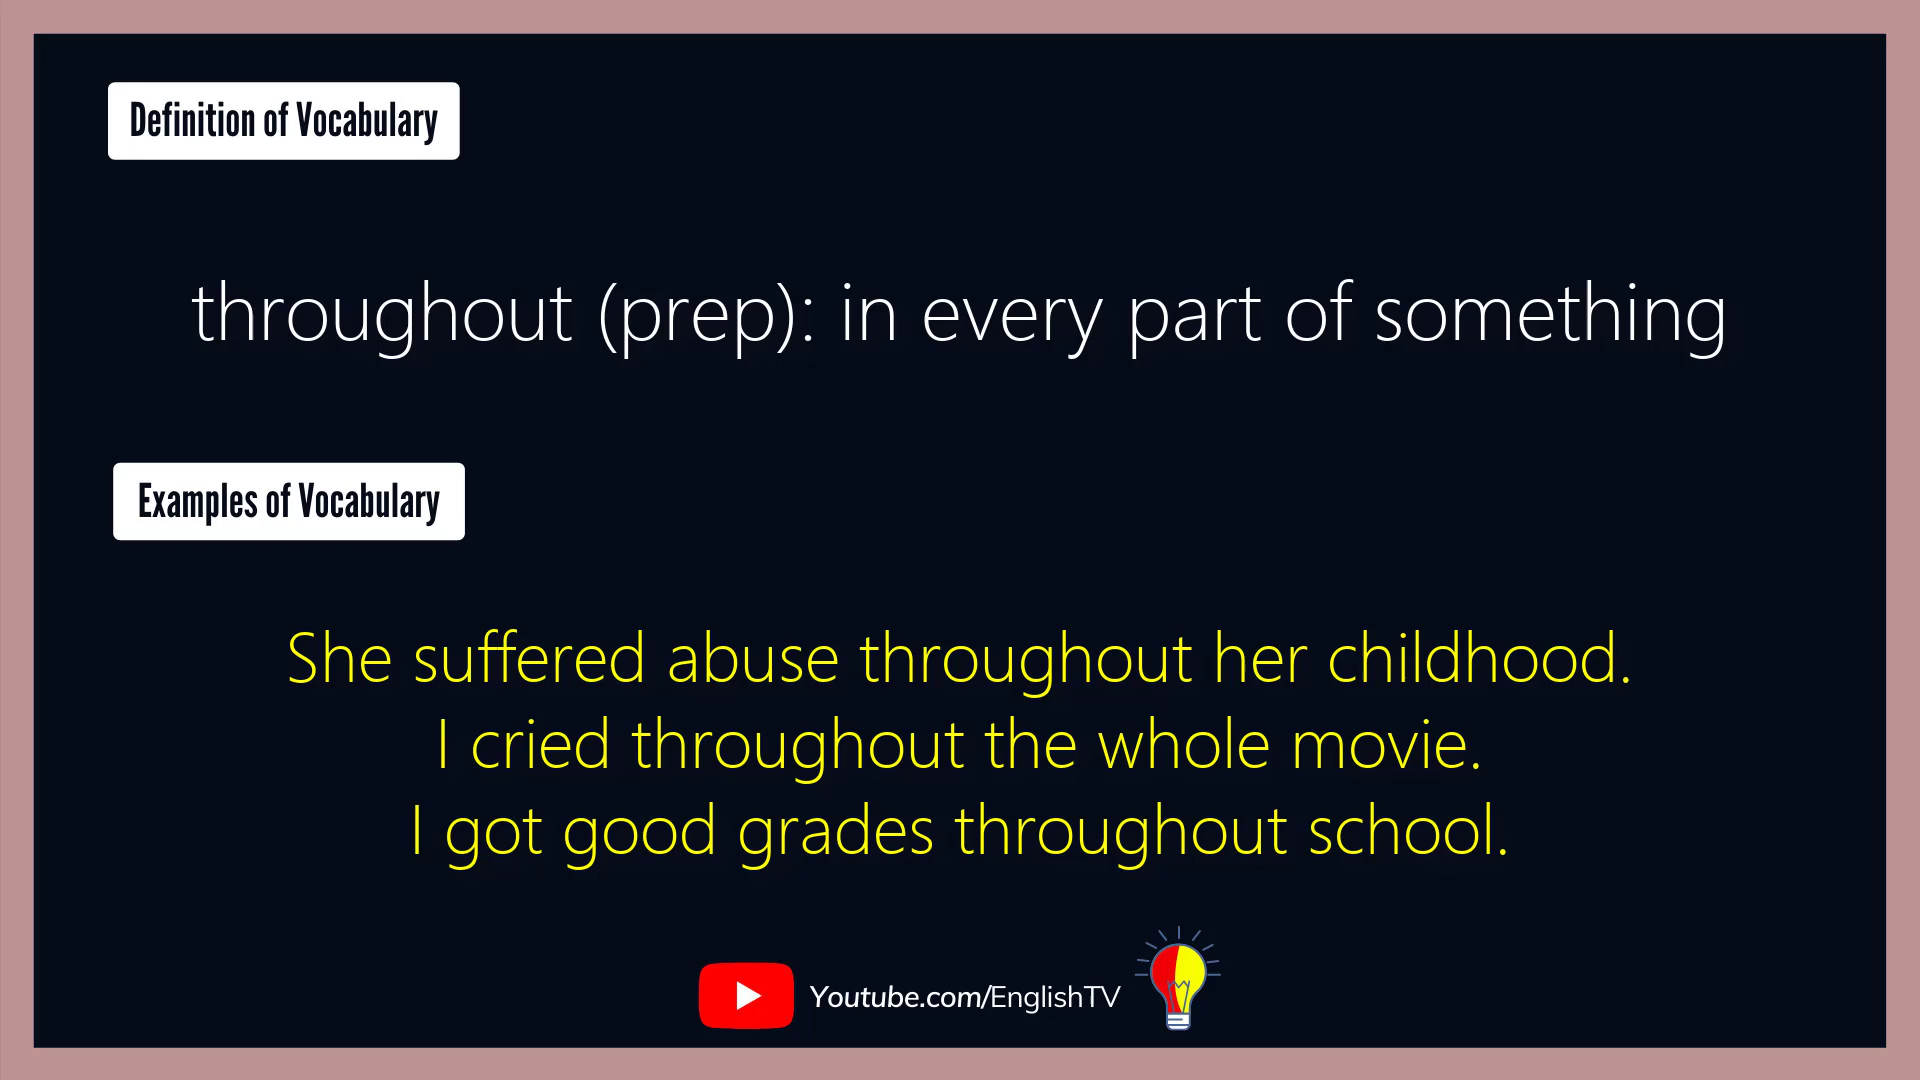 Definition of Vocabulary
throughout (prep): in every part of something
Examples of Vocabulary
She suffered abuse throughout her childhood.
I cried throughout the whole movie.
I got good grades throughout school.
Youtube.com/EnglishTV